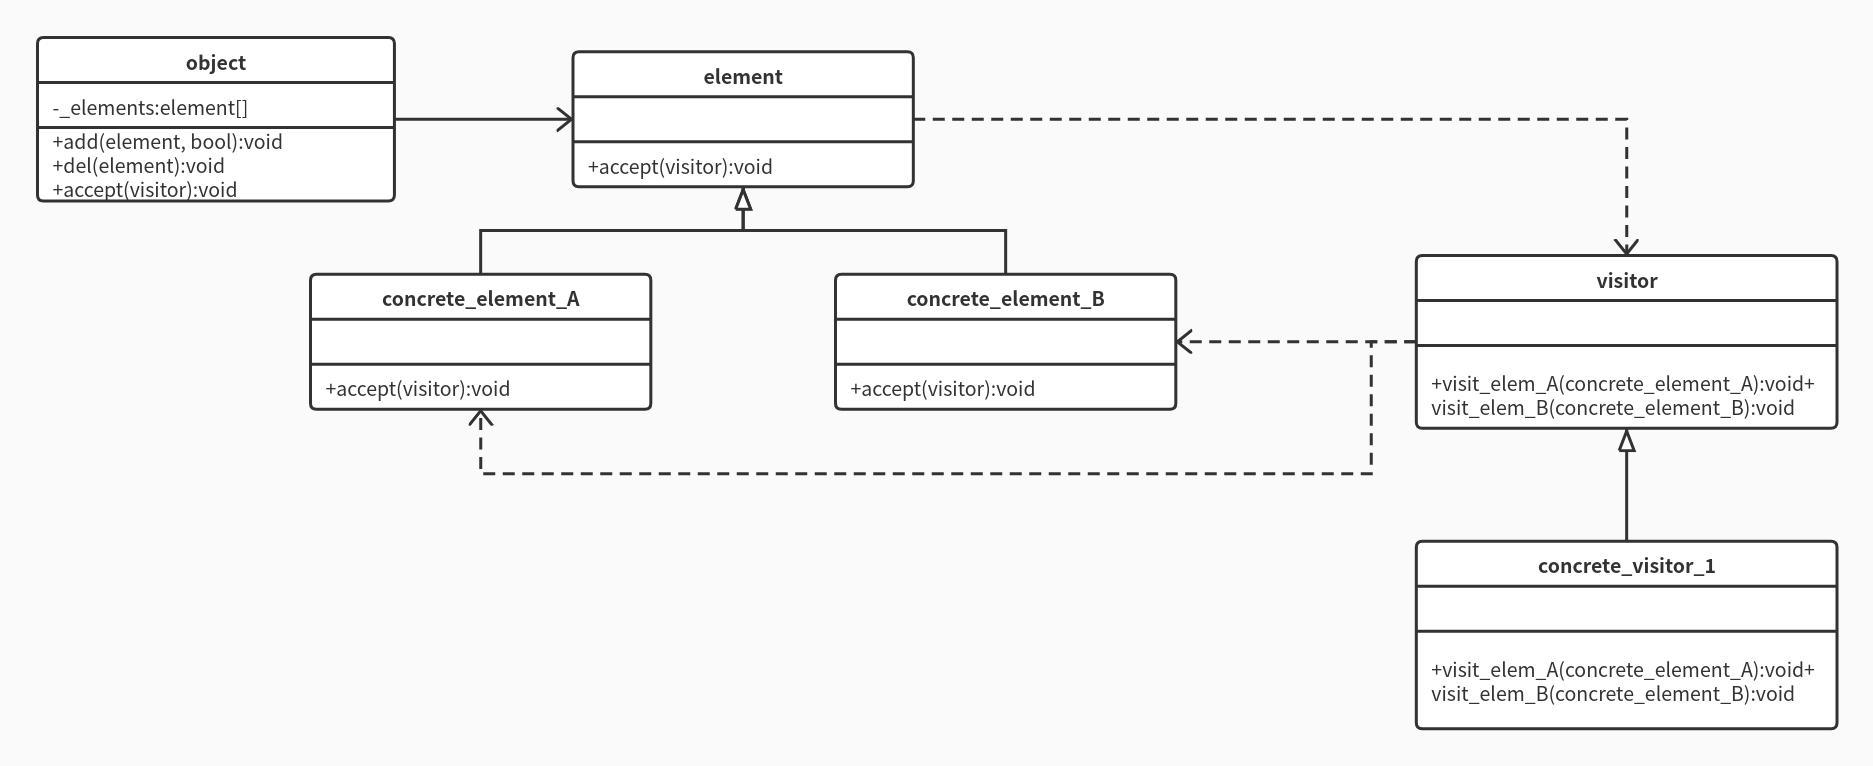 object
-_elements:element[]
+add(element, bool):void
+del(element):void
+accept(visitor):void
element
+accept(visitor):void
concrete_element_A
+accept(visitor):void
concrete_element_B
+accept(visitor):void
visitor
+visit_elem_A(concrete_element_A):void+
visit_elem_B(concrete_element_B):void
concrete_visitor_1
+visit_elem_A(concrete_element_A):void+
visit_elem_B(concrete_element_B):void